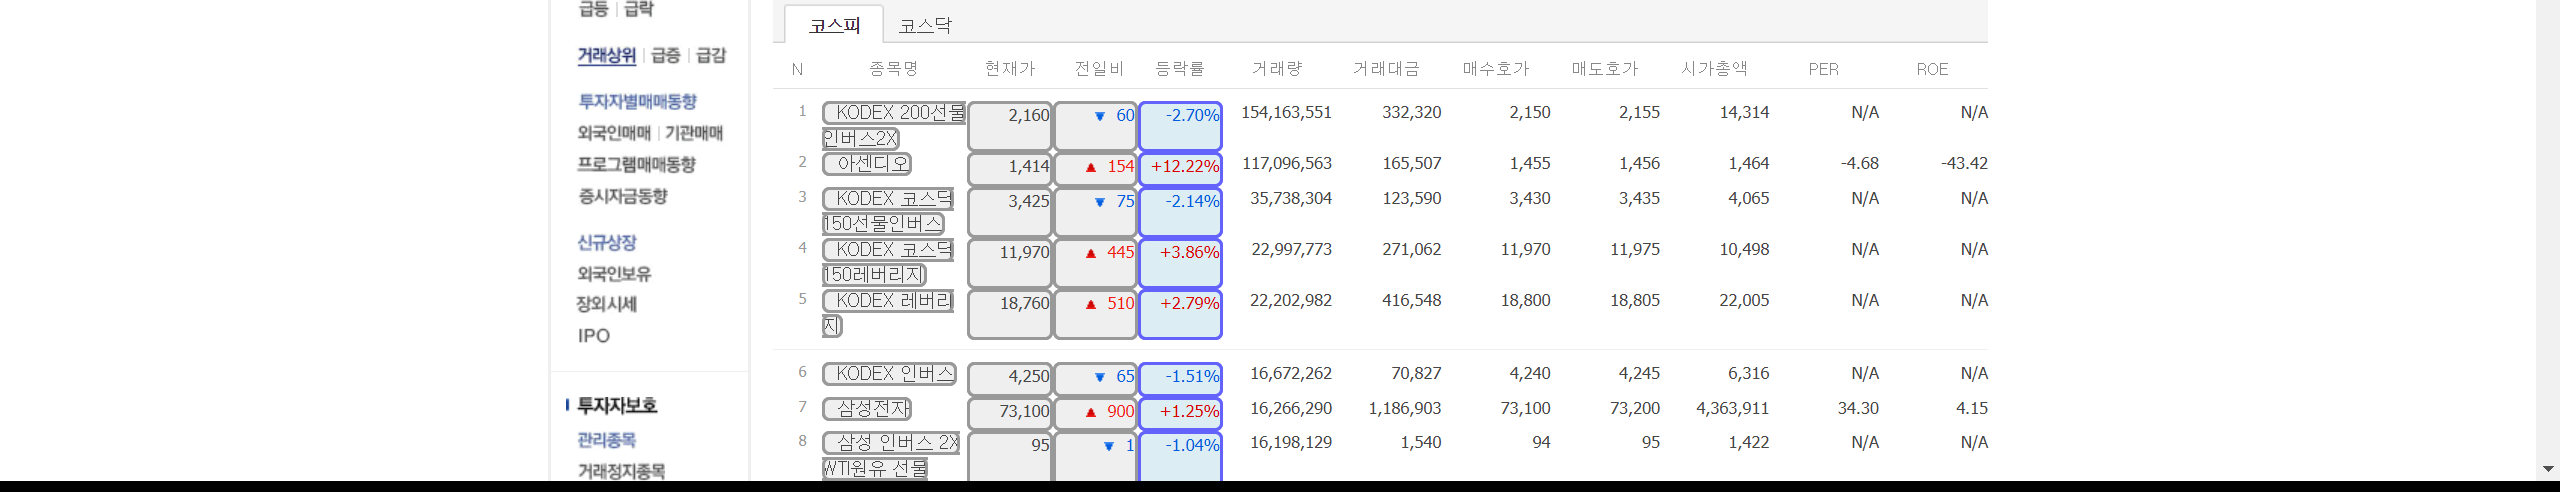 급등 | 급락
거래상위 | 급증 | 급감
투자자별매매동향
외국인매매 | 기관매매
프로그램매매동향
증시자금동향
신규상장
외국인보유
장외시세
IPO
투자자보호
관리종목
거래정지종목
코스피 코스닥
N 종목명 현재가 전일비 등락률 거래량 거래대금 매수호가 매도호가 시가총액 PER ROE
1 KODEX 200선물 2,160 ▼ 60 -2.70% 154,163,551 332,320 2,150 2,155 14,314 N/A N/A
인버스2X
2 아센디오 1,414 ▲ 154 +12.22% 117,096,563 165,507 1,455 1,456 1,464 -4.68 -43.42
3 KODEX 코스닥 3,425 ▼ 75 -2.14% 35,738,304 123,590 3,430 3,435 4,065 N/A N/A
150선물인버스
4 KODEX 코스닥 11,970 ▲ 445 +3.86% 22,997,773 271,062 11,970 11,975 10,498 N/A N/A
150레버리지
5 KODEX 레버리 18,760 ▲ 510 +2.79% 22,202,982 416,548 18,800 18,805 22,005 N/A N/A
지
6 KODEX 인버스 4,250 ▼ 65 -1.51% 16,672,262 70,827 4,240 4,245 6,316 N/A N/A
7 삼성전자 73,100 ▲ 900 +1.25% 16,266,290 1,186,903 73,100 73,200 4,363,911 34.30 4.15
8 삼성 인버스 2X 95 ▼ 1 -1.04% 16,198,129 1,540 94 95 1,422 N/A N/A
WTI원유 선물